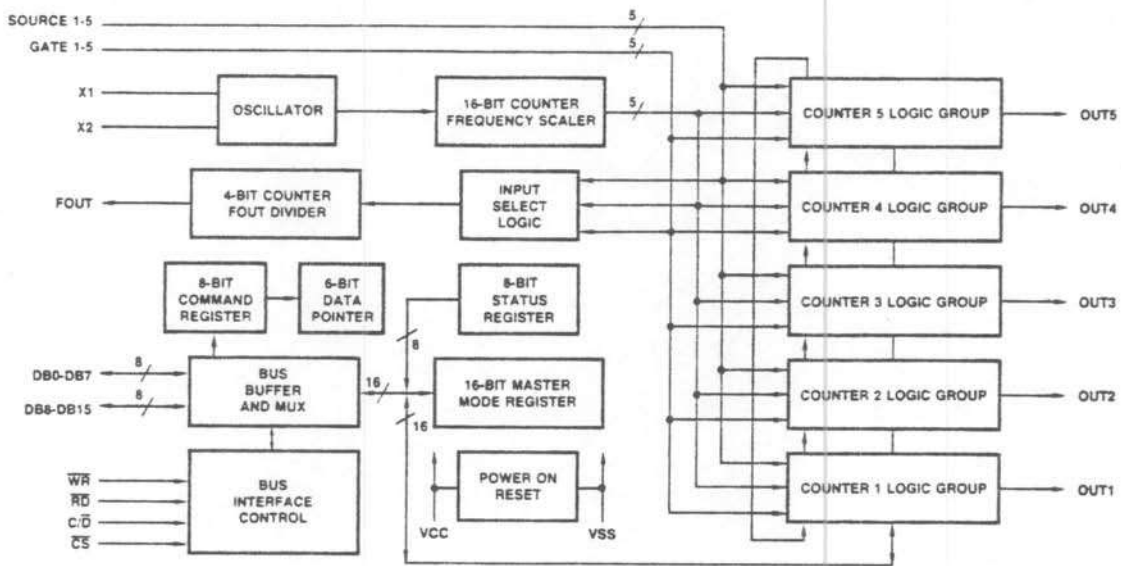 SOURCE 1-5
5
GATE 1-5
5
X1
X2
OSCILLATOR
16-BIT COUNTER
FREQUENCY SCALER
5
COUNTER 5 LOGIC GROUP
OUT5
FOUT
4-BIT COUNTER
FOUT DIVIDER
INPUT
SELECT
LOGIC
COUNTER 4 LOGIC GROUP
OUT4
8-BIT
COMMAND
REGISTER
6-BIT
DATA
POINTER
8-BIT
STATUS
REGISTER
COUNTER 3 LOGIC GROUP
OUT3
8
DB0-DB7
8
DB8-DB15
8
BUS
BUFFER
AND MUX
16
16-BIT MASTER
MODE REGISTER
16
COUNTER 2 LOGIC GROUP
OUT2
W̅R̅
R̅D̅
C/D̅
C̅S̅
BUS
INTERFACE
CONTROL
POWER ON
RESET
VCC
VSS
COUNTER 1 LOGIC GROUP
OUT1